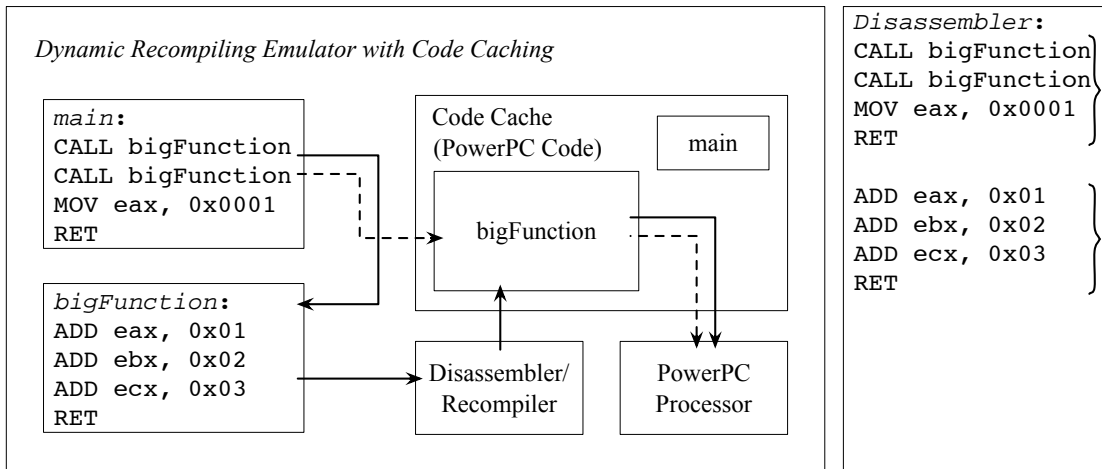 Dynamic Recompiling Emulator with Code Caching
main:
CALL bigFunction
CALL bigFunction
MOV eax, 0x0001
RET
bigFunction:
ADD eax, 0x01
ADD ebx, 0x02
ADD ecx, 0x03
RET
Code Cache
(PowerPC Code)
main
bigFunction
Disassembler/
Recompiler
PowerPC
Processor
Disassembler:
CALL bigFunction
CALL bigFunction
MOV eax, 0x0001
RET
ADD eax, 0x01
ADD ebx, 0x02
ADD ecx, 0x03
RET